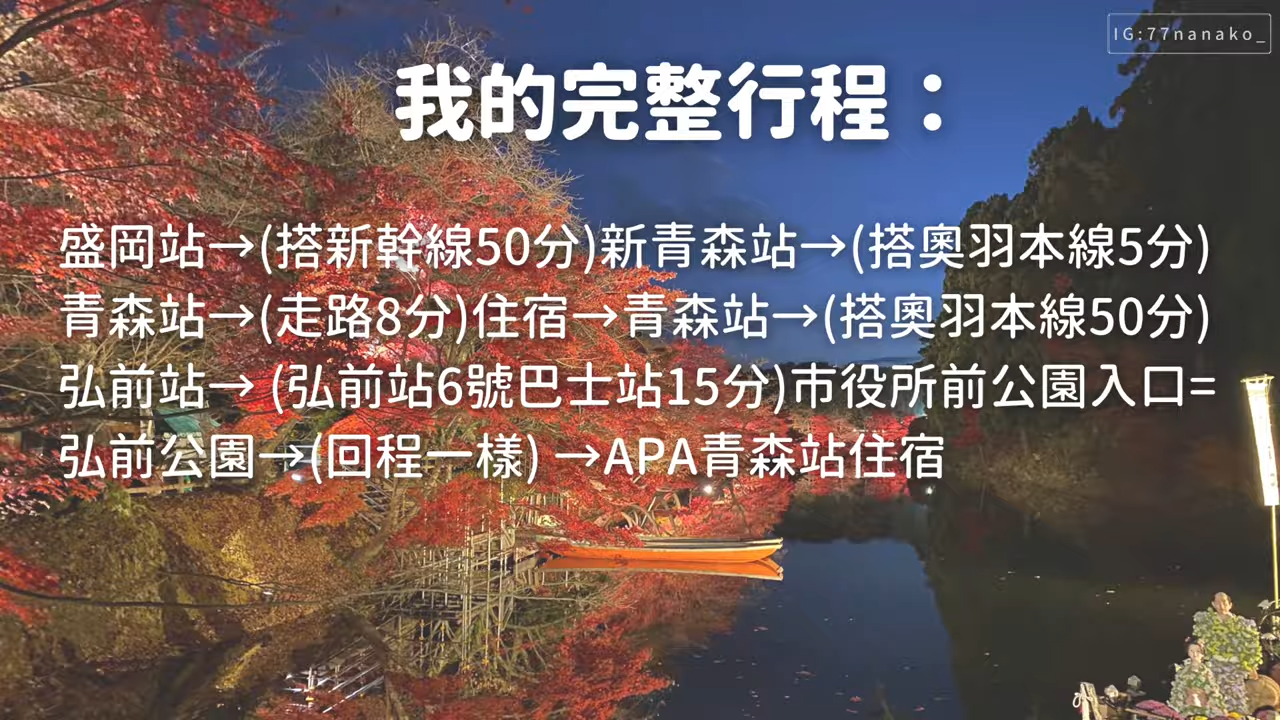 IG:77nanako_
我的完整行程：
盛岡站→(搭新幹線50分)新青森站→(搭奧羽本線5分)
青森站→(走路8分)住宿→青森站→(搭奧羽本線50分)
弘前站→ (弘前站6號巴士站15分)市役所前公園入口=
弘前公園→(回程一樣) →APA青森站住宿